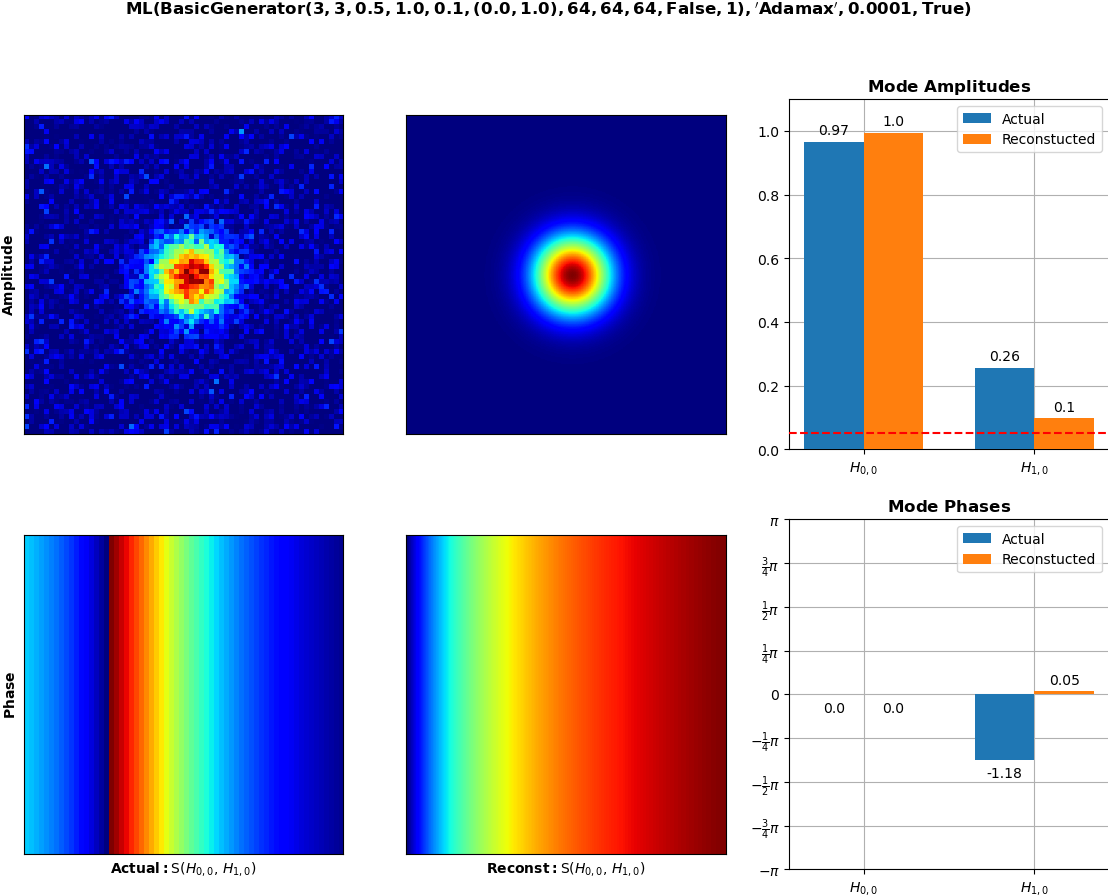 ML(BasicGenerator(3, 3, 0.5, 1.0, 0.1, (0.0, 1.0), 64, 64, 64, False, 1), ′Adamax′, 0.0001, True)
Amplitude
Mode Amplitudes
Actual
Reconstucted
0.97
1.0
0.26
0.1
1.0
0.8
0.6
0.4
0.2
0.0
H0, 0
H1, 0
Phase
Actual: S(H0, 0, H1, 0)
Reconst: S(H0, 0, H1, 0)
Mode Phases
Actual
Reconstucted
π
3/4π
1/2π
1/4π
0
−1/4π
−1/2π
−3/4π
−π
0.0
0.0
-1.18
0.05
H0, 0
H1, 0